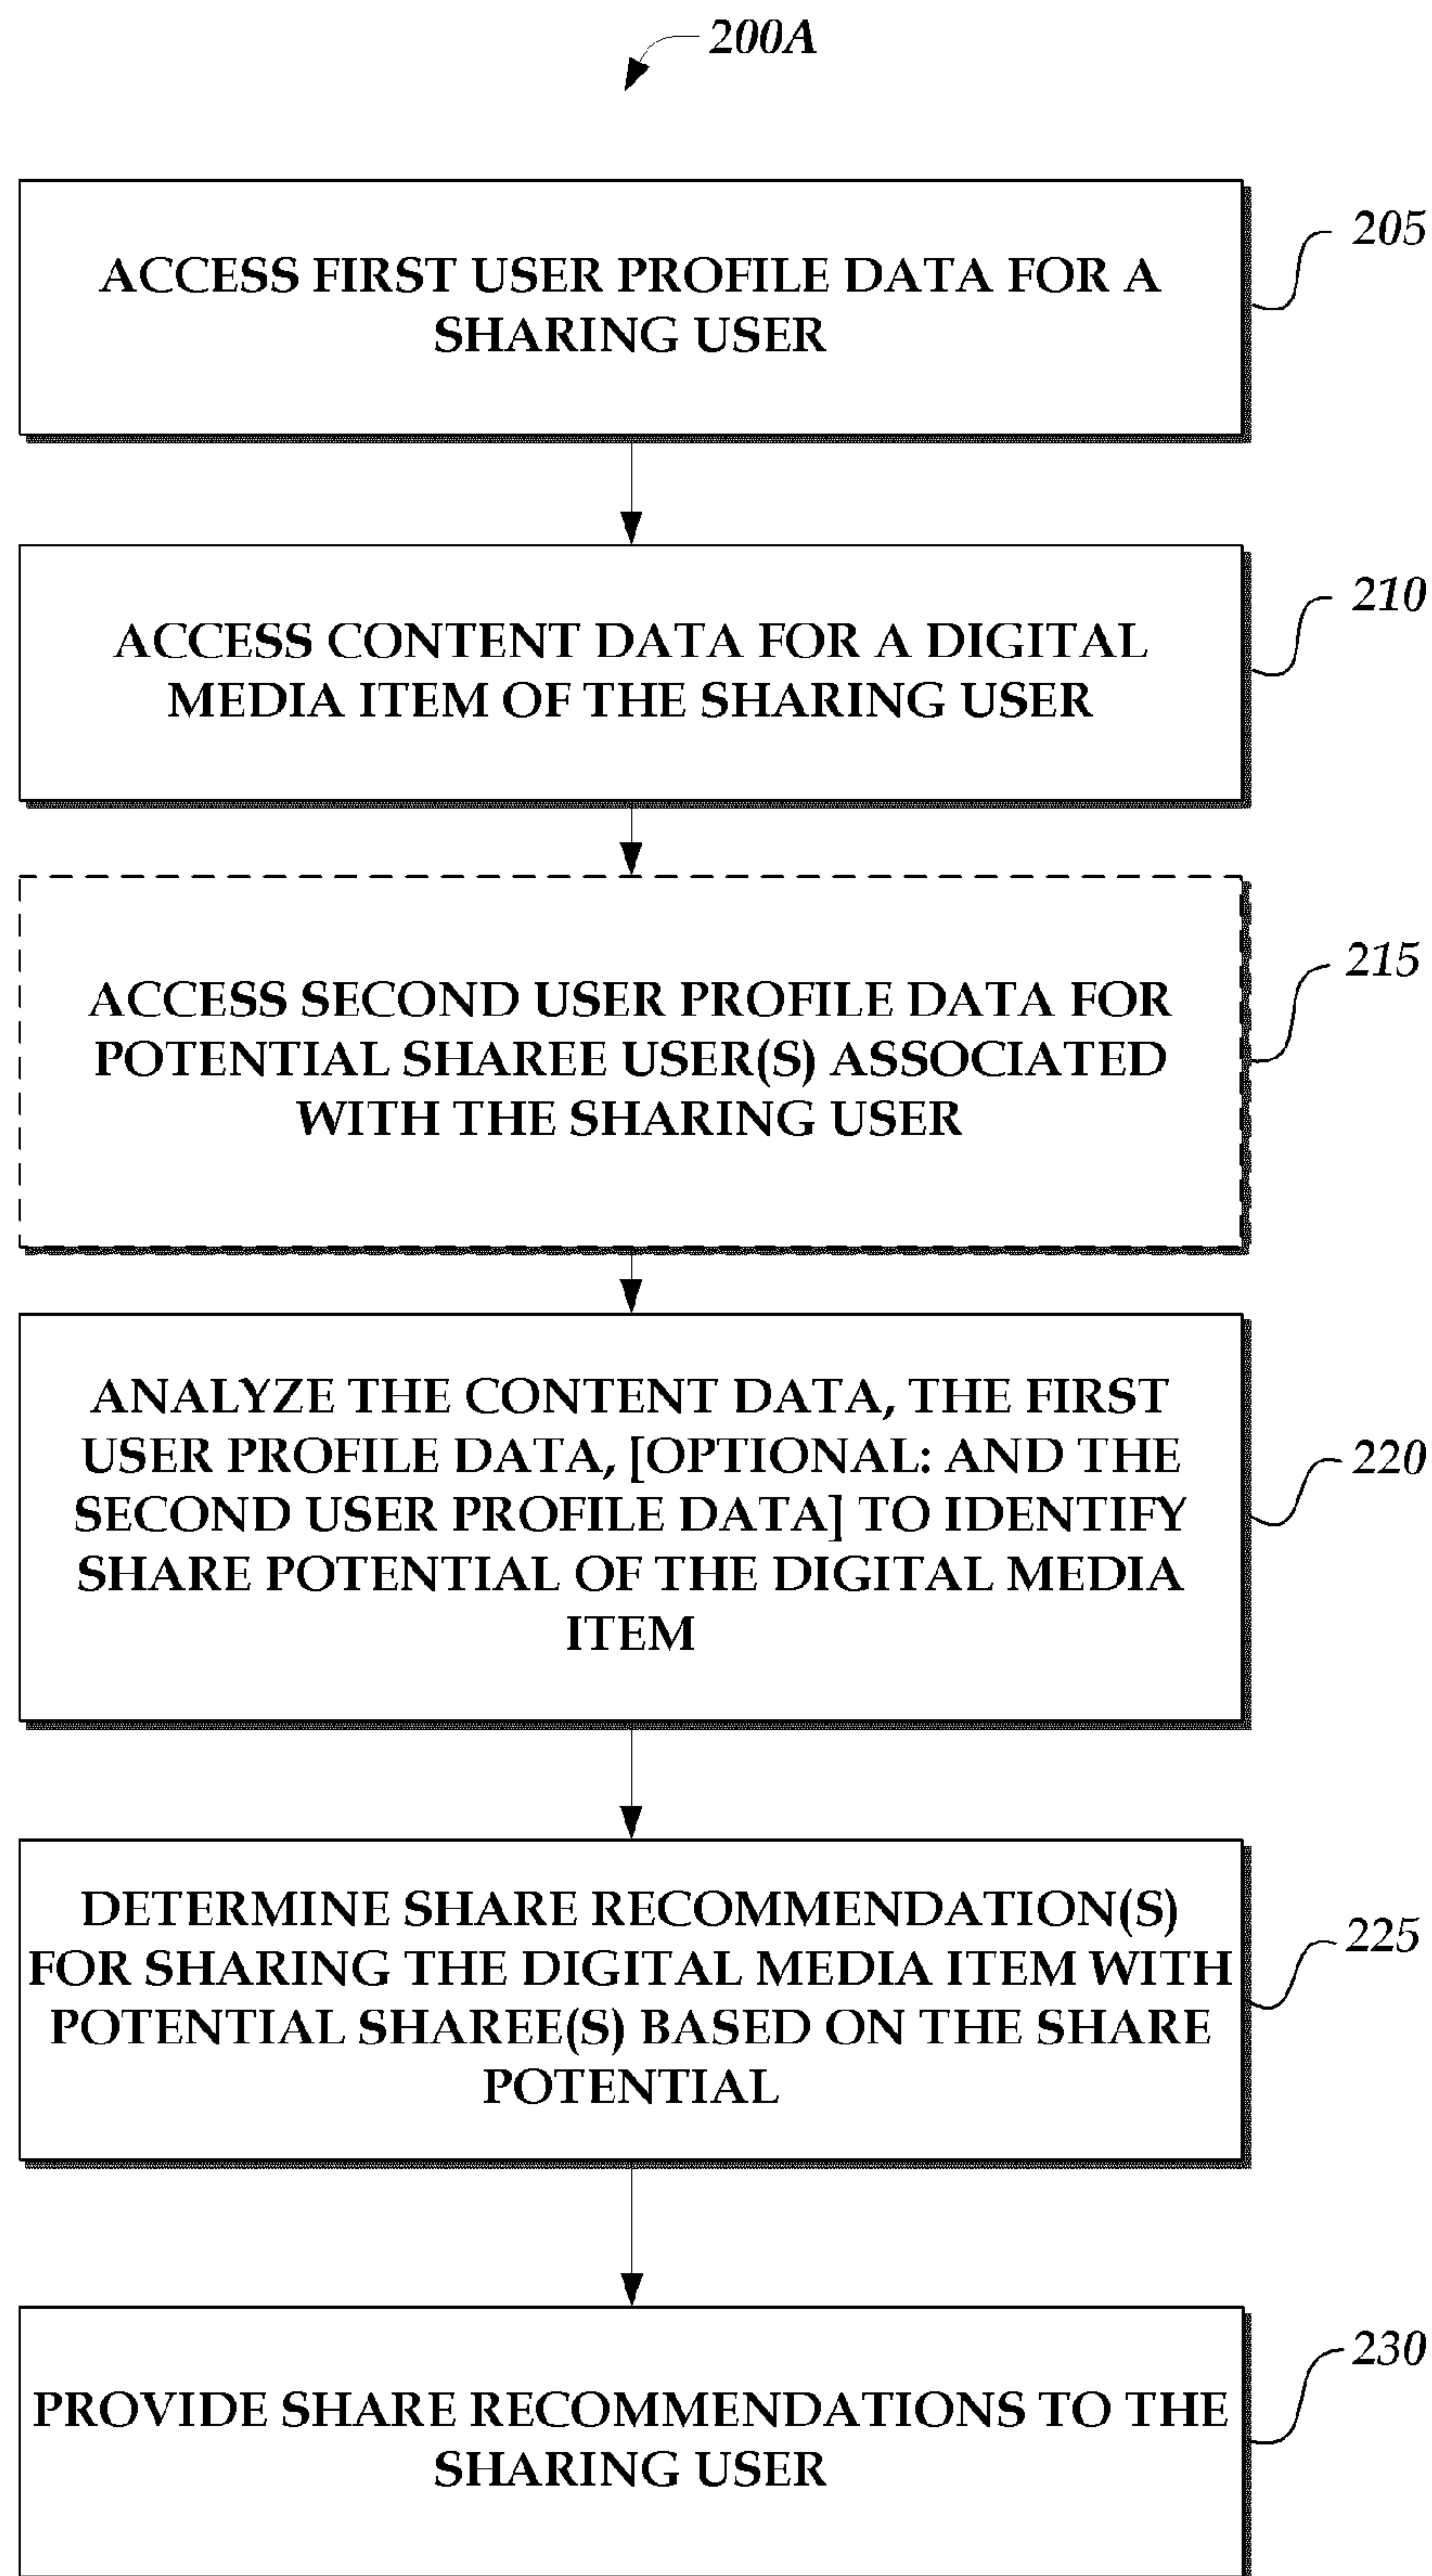 200A
ACCESS FIRST USER PROFILE DATA FOR A
SHARING USER
205
ACCESS CONTENT DATA FOR A DIGITAL
MEDIA ITEM OF THE SHARING USER
210
ACCESS SECOND USER PROFILE DATA FOR
POTENTIAL SHAREE USER(S) ASSOCIATED
WITH THE SHARING USER
215
ANALYZE THE CONTENT DATA, THE FIRST
USER PROFILE DATA, [OPTIONAL: AND THE
SECOND USER PROFILE DATA] TO IDENTIFY
SHARE POTENTIAL OF THE DIGITAL MEDIA
ITEM
220
DETERMINE SHARE RECOMMENDATION(S)
FOR SHARING THE DIGITAL MEDIA ITEM WITH
POTENTIAL SHAREE(S) BASED ON THE SHARE
POTENTIAL
225
PROVIDE SHARE RECOMMENDATIONS TO THE
SHARING USER
230